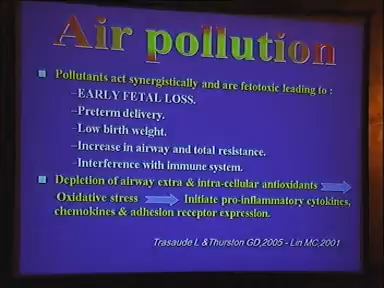 Air pollution
Pollutants act synergistically and are fetotoxic leading to :
-EARLY FETAL LOSS.
-Preterm delivery.
-Low birth weight.
-Increase in airway and total resistance.
-Interference with immune system.
Depletion of airway extra & intra-cellular antioxidants
Oxidative stress Initiate pro-inflammatory cytokines,
chemokines & adhesion receptor expression.
Trasaude L &Thurston GD,2005 - Lin MC,2001